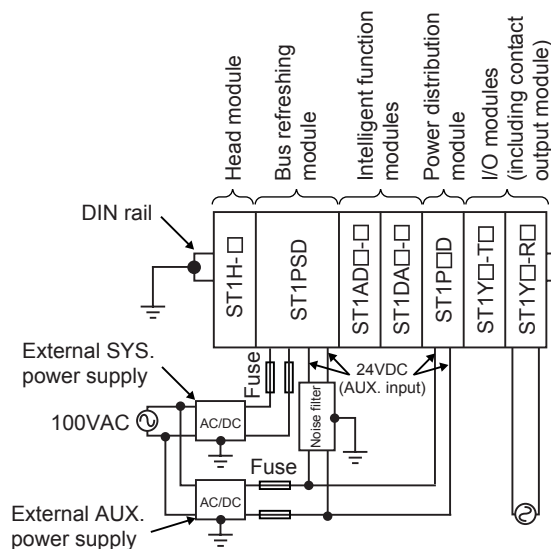 Head module
Bus refreshing
module
Intelligent function
modules
Power distribution
module
I/O modules
(including contact
output module)
DIN rail
ST1H-□
ST1PSD
ST1AD□-□
ST1DA□-□
ST1P□D
ST1Y□-T□
ST1Y□-R□
External SYS.
power supply
Fuse
24VDC
(AUX. input)
100VAC
AC/DC
Noise filter
Fuse
AC/DC
External AUX.
power supply